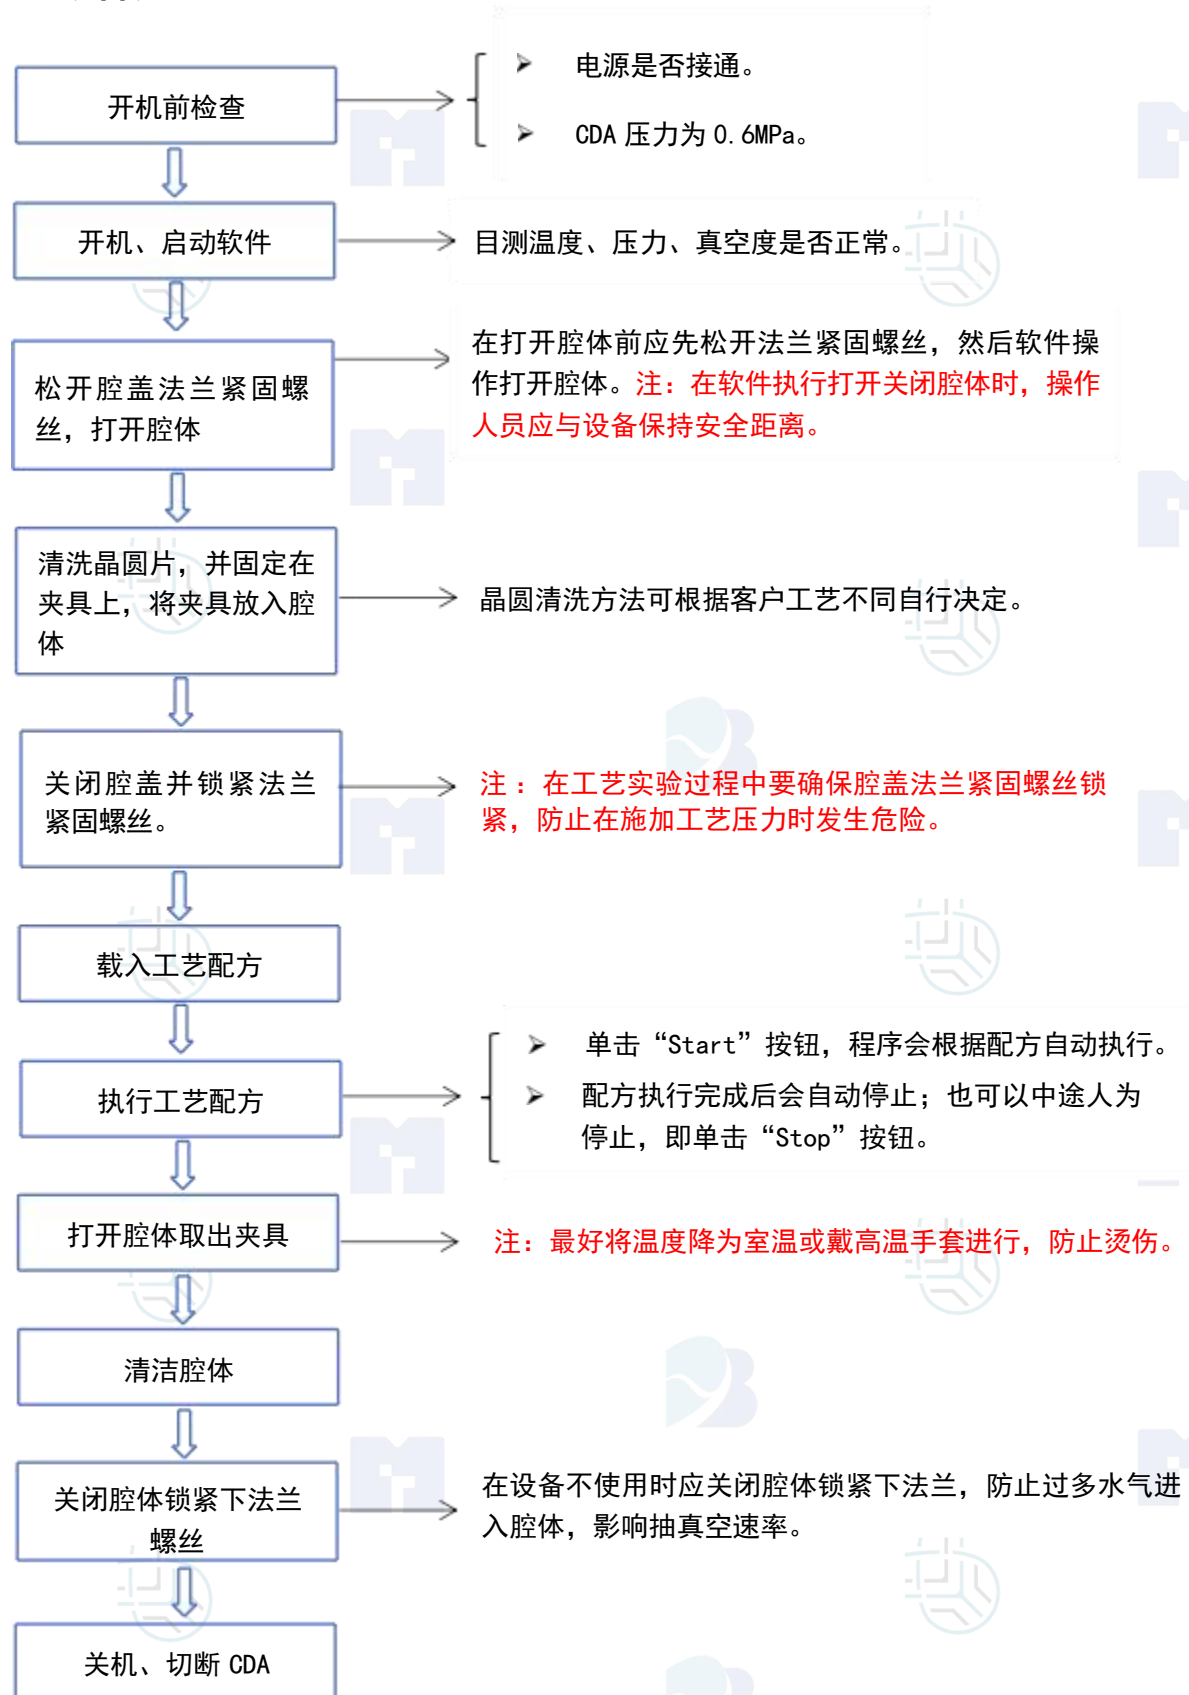 开机前检查
电源是否接通。
CDA 压力为 0.6MPa。
开机、启动软件
目测温度、压力、真空度是否正常。
松开腔盖法兰紧固螺
丝，打开腔体
在打开腔体前应先松开法兰紧固螺丝，然后软件操
作打开腔体。注：在软件执行打开关闭腔体时，操作
人员应与设备保持安全距离。
清洗晶圆片，并固定在
夹具上，将夹具放入腔
体
晶圆清洗方法可根据客户工艺不同自行决定。
关闭腔盖并锁紧法兰
紧固螺丝。
注：在工艺实验过程中要确保腔盖法兰紧固螺丝锁
紧，防止在施加工艺压力时发生危险。
载入工艺配方
执行工艺配方
单击“Start”按钮，程序会根据配方自动执行。
配方执行完成后会自动停止；也可以中途人为
停止，即单击“Stop”按钮。
打开腔体取出夹具
注：最好将温度降为室温或戴高温手套进行，防止烫伤。
清洁腔体
关闭腔体锁紧下法兰
螺丝
在设备不使用时应关闭腔体锁紧下法兰，防止过多水气进
入腔体，影响抽真空速率。
关机、切断 CDA